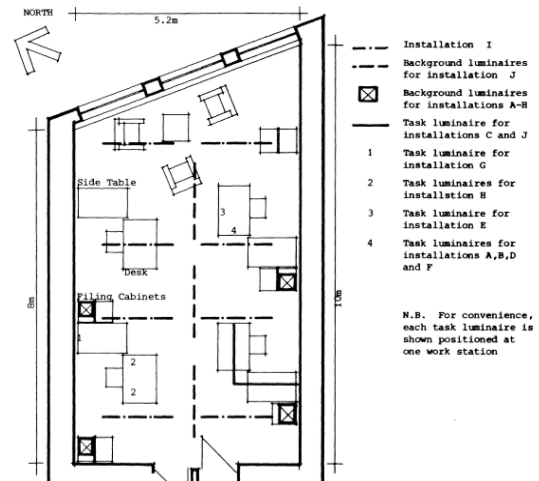 NORTH
5.2m
Installation I
Background luminaires
for installation J
Background luminaires
for installations A-H
Task luminaire for
installations C and J
1 Task luminaire for
installation G
2 Task luminaires for
installstion H
3 Task luminaire for
installation E
4 Task luminaires for
installations A,B,D
and F
N.B. For convenience,
each task luminaire is
shown positioned at
one work station
Side Table
3
4
Desk
Filing Cabinets
8m
10m
1
2
2